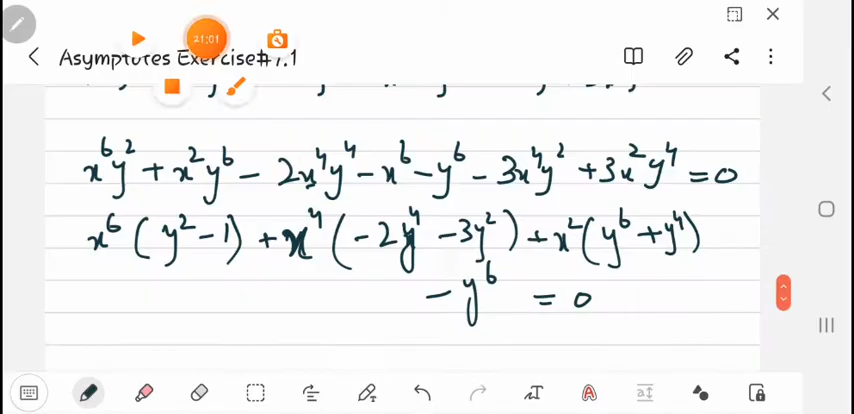 21:01
Asymptotes Exercise#7.1
x⁶y² + x²y⁶ - 2x⁴y⁴ - x⁶ - y⁶ - 3x⁴y² + 3x²y⁴ = 0
x⁶ (y² - 1) + x⁴ (-2y⁴ - 3y²) + x² (y⁶ + y⁴)
- y⁶ = 0